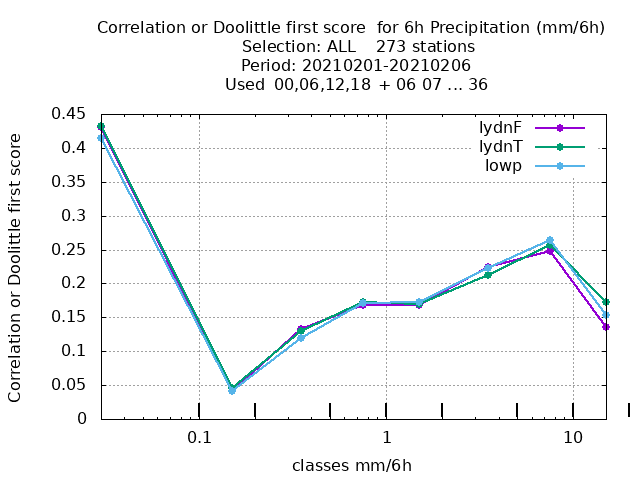 Correlation or Doolittle first score  for 6h Precipitation (mm/6h)
Selection: ALL    273 stations
Period: 20210201-20210206
Used  00,06,12,18 + 06 07 ... 36
Correlation or Doolittle first score
0.45
0.4
0.35
0.3
0.25
0.2
0.15
0.1
0.05
0
lydnF
lydnT
lowp
0.1
1
10
classes mm/6h